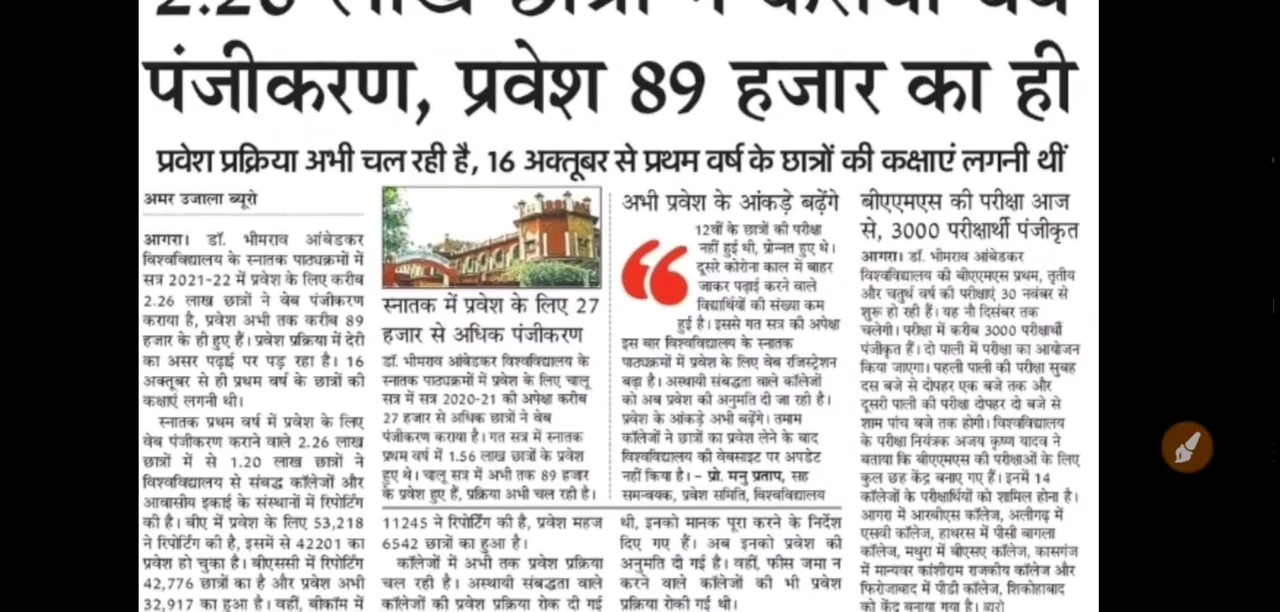 2.26 लाख छात्रों ने कराया वेब
पंजीकरण, प्रवेश 89 हजार का ही
प्रवेश प्रक्रिया अभी चल रही है, 16 अक्तूबर से प्रथम वर्ष के छात्रों की कक्षाएं लगनी थीं
अमर उजाला ब्यूरो
आगरा। डॉ. भीमराव आंबेडकर
विश्वविद्यालय के स्नातक पाठ्यक्रमों में
सत्र 2021-22 में प्रवेश के लिए करीब
2.26 लाख छात्रों ने वेब पंजीकरण
कराया है, प्रवेश अभी तक करीब 89
हजार के ही हुए हैं। प्रवेश प्रक्रिया में देरी
का असर पढ़ाई पर पड़ रहा है। 16
अक्तूबर से ही प्रथम वर्ष के छात्रों की
कक्षाएं लगनी थी।
स्नातक प्रथम वर्ष में प्रवेश के लिए
वेब पंजीकरण कराने वाले 2.26 लाख
छात्रों में से 1.20 लाख छात्रों ने
विश्वविद्यालय से संबद्ध कॉलेजों और
आवासीय इकाई के संस्थानों में रिपोर्टिंग
की है। बीए में प्रवेश के लिए 53,218
ने रिपोर्टिंग की है, इसमें से 42201 का
प्रवेश हो चुका है। बीएससी में रिपोर्टिंग
42,776 छात्रों का है और प्रवेश अभी
32,917 का हुआ है। वहीं, बीकॉम में
स्नातक में प्रवेश के लिए 27
हजार से अधिक पंजीकरण
डॉ. भीमराव आंबेडकर विश्वविद्यालय के
स्नातक पाठ्यक्रमों में प्रवेश के लिए चालू
सत्र में सत्र 2020-21 की अपेक्षा करीब
27 हजार से अधिक छात्रों ने वेब
पंजीकरण कराया है। गत सत्र में स्नातक
प्रथम वर्ष में 1.56 लाख छात्रों के प्रवेश
हुए थे। चालू सत्र में अभी तक 89 हजार
के प्रवेश हुए हैं, प्रक्रिया अभी चल रही है।
अभी प्रवेश के आंकड़े बढ़ेंगे
12वीं के छात्रों की परीक्षा
नहीं हुई थी, प्रोन्नत हुए थे।
दूसरे कोरोना काल में बाहर
जाकर पढ़ाई करने वाले
विद्यार्थियों की संख्या कम
हुई है। इससे गत सत्र की अपेक्षा
इस बार विश्वविद्यालय के स्नातक
पाठ्यक्रमों में प्रवेश के लिए वेब रजिस्ट्रेशन
बढ़ा है। अस्थायी संबद्धता वाले कॉलेजों
को अब प्रवेश की अनुमति दी जा रही है।
प्रवेश के आंकड़े अभी बढ़ेंगे। तमाम
कॉलेजों ने छात्रों का प्रवेश लेने के बाद
विश्वविद्यालय की वेबसाइट पर अपडेट
नहीं किया है। - प्रो. मनु प्रताप, सह
समन्वयक, प्रवेश समिति, विश्वविद्यालय
11245 ने रिपोर्टिंग की है, प्रवेश महज
6542 छात्रों का हुआ है।
कॉलेजों में अभी तक प्रवेश प्रक्रिया
चल रही है। अस्थायी संबद्धता वाले
कॉलेजों की प्रवेश प्रक्रिया रोक दी गई
थी, इनको मानक पूरा करने के निर्देश
दिए गए हैं। अब इनको प्रवेश की
अनुमति दी गई है। वहीं, फीस जमा न
करने वाले कॉलेजों की भी प्रवेश
प्रक्रिया रोकी गई थी।
बीएएमएस की परीक्षा आज
से, 3000 परीक्षार्थी पंजीकृत
आगरा। डॉ. भीमराव आंबेडकर
विश्वविद्यालय की बीएएमएस प्रथम, तृतीय
और चतुर्थ वर्ष की परीक्षाएं 30 नवंबर से
शुरू हो रही हैं। यह नौ दिसंबर तक
चलेगी। परीक्षा में करीब 3000 परीक्षार्थी
पंजीकृत हैं। दो पाली में परीक्षा का आयोजन
किया जाएगा। पहली पाली की परीक्षा सुबह
दस बजे से दोपहर एक बजे तक और
दूसरी पाली की परीक्षा दोपहर दो बजे से
शाम पांच बजे तक होगी। विश्वविद्यालय
के परीक्षा नियंत्रक अजय कृष्ण यादव ने
बताया कि बीएएमएस की परीक्षाओं के लिए
कुल छह केंद्र बनाए गए हैं। इनमें 14
कॉलेजों के परीक्षार्थियों को शामिल होना है।
आगरा में आरबीएस कॉलेज, अलीगढ़ में
एसवी कॉलेज, हाथरस में पीसी बागला
कॉलेज, मथुरा में बीएसए कॉलेज, कासगंज
में मान्यवर कांशीराम राजकीय कॉलेज और
फिरोजाबाद में पीडी कॉलेज, शिकोहाबाद
को केंद्र बनाया गया है। ब्यूरो